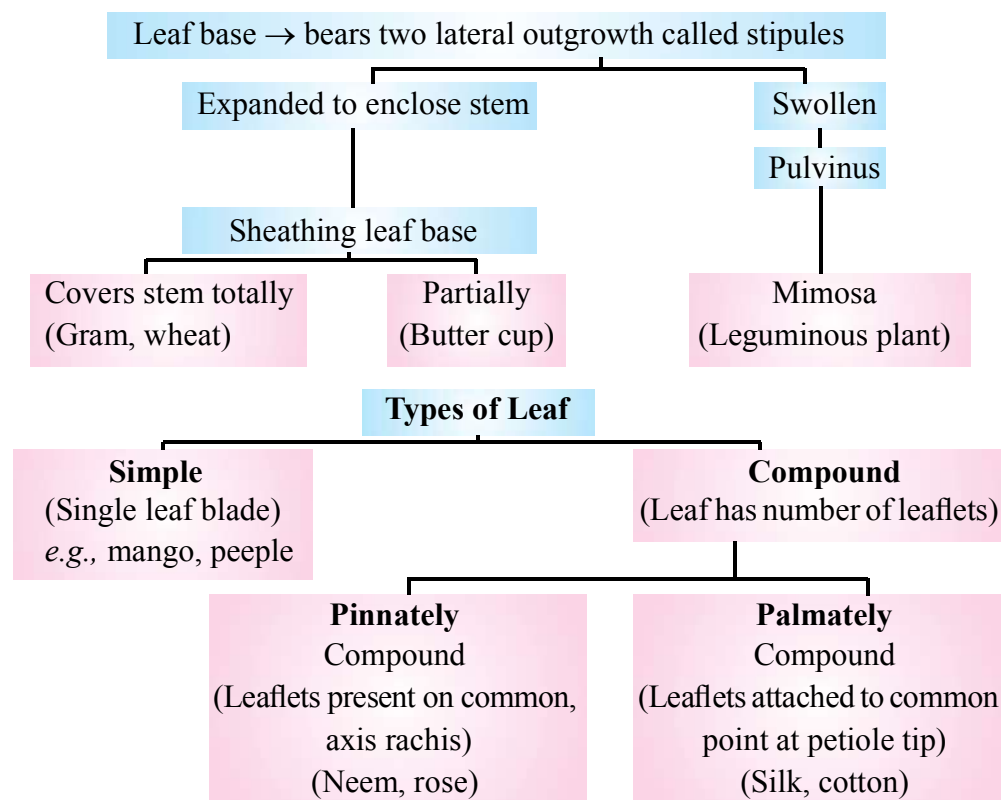 Leaf base → bears two lateral outgrowth called stipules
Expanded to enclose stem
Swollen
Pulvinus
Sheathing leaf base
Covers stem totally
(Gram, wheat)
Partially
(Butter cup)
Mimosa
(Leguminous plant)
Types of Leaf
Simple
(Single leaf blade)
e.g., mango, peeple
Compound
(Leaf has number of leaflets)
Pinnately
Compound
(Leaflets present on common,
axis rachis)
(Neem, rose)
Palmately
Compound
(Leaflets attached to common
point at petiole tip)
(Silk, cotton)